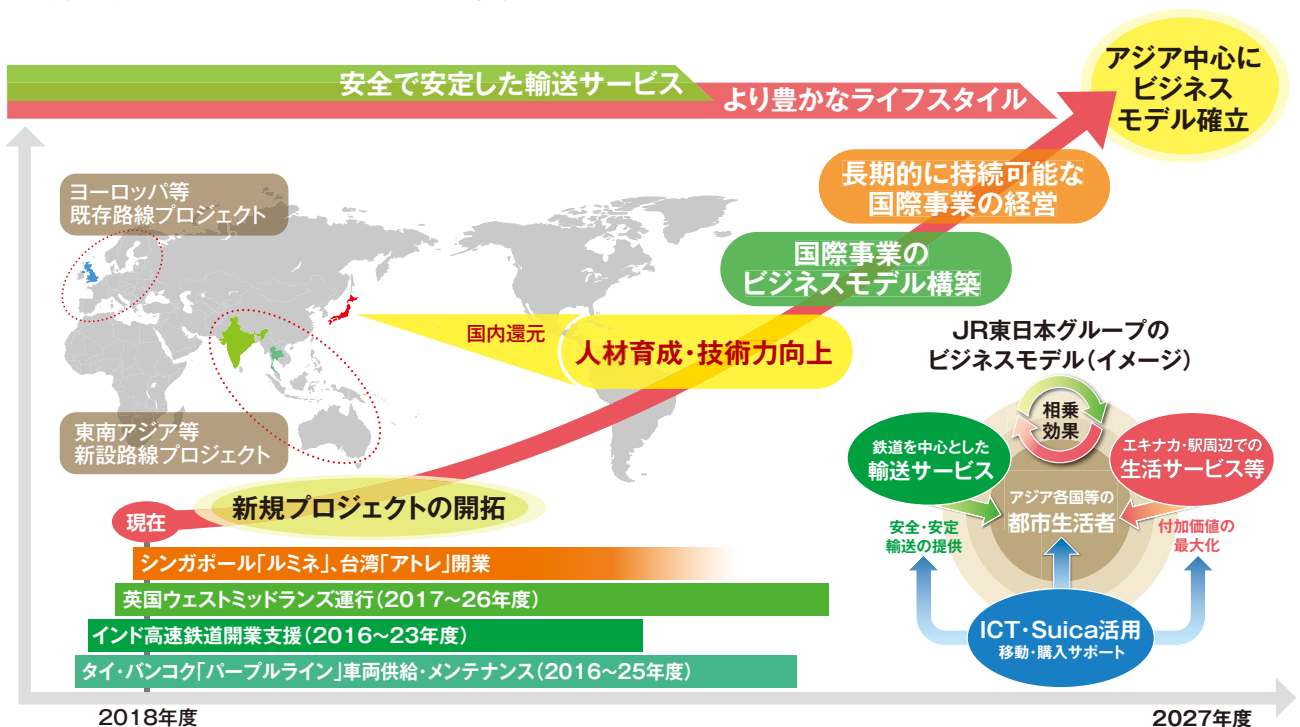 安全で安定した輸送サービス
より豊かなライフスタイル
アジア中心に
ビジネス
モデル確立
ヨーロッパ等
既存路線プロジェクト
長期的に持続可能な
国際事業の経営
国際事業の
ビジネスモデル構築
国内還元
人材育成・技術力向上
東南アジア等
新設路線プロジェクト
JR東日本グループの
ビジネスモデル（イメージ）
相乗
効果
鉄道を中心とした
輸送サービス
エキナカ・駅周辺での
生活サービス等
アジア各国等の
都市生活者
安全・安定
輸送の提供
付加価値の
最大化
ICT・Suica活用
移動・購入サポート
現在
新規プロジェクトの開拓
シンガポール「ルミネ」、台湾「アトレ」開業
英国ウェストミッドランズ運行（2017～26年度）
インド高速鉄道開業支援（2016～23年度）
タイ・バンコク「パープルライン」車両供給・メンテナンス（2016～25年度）
2018年度
2027年度